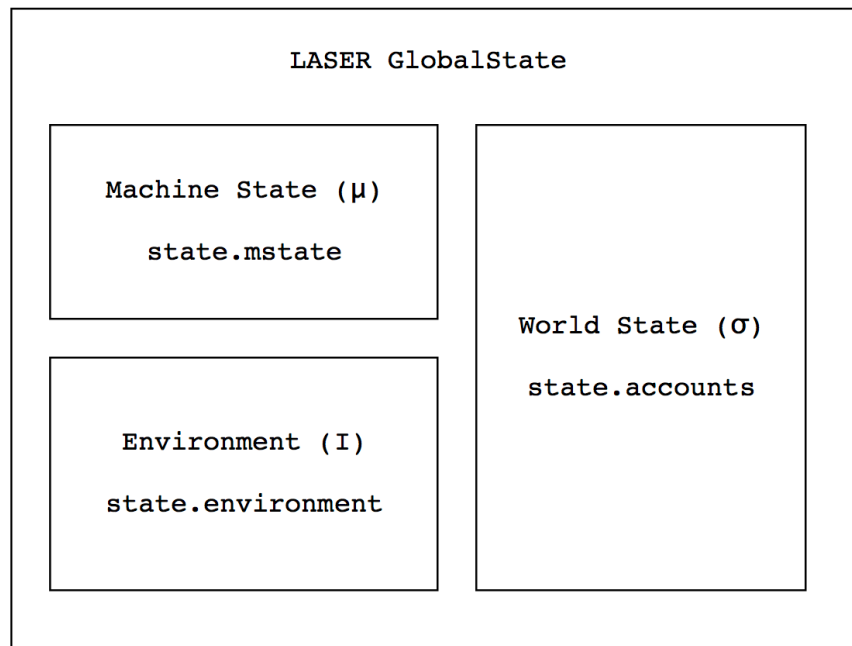 LASER GlobalState
Machine State (μ)
state.mstate
Environment (I)
state.environment
World State (σ)
state.accounts